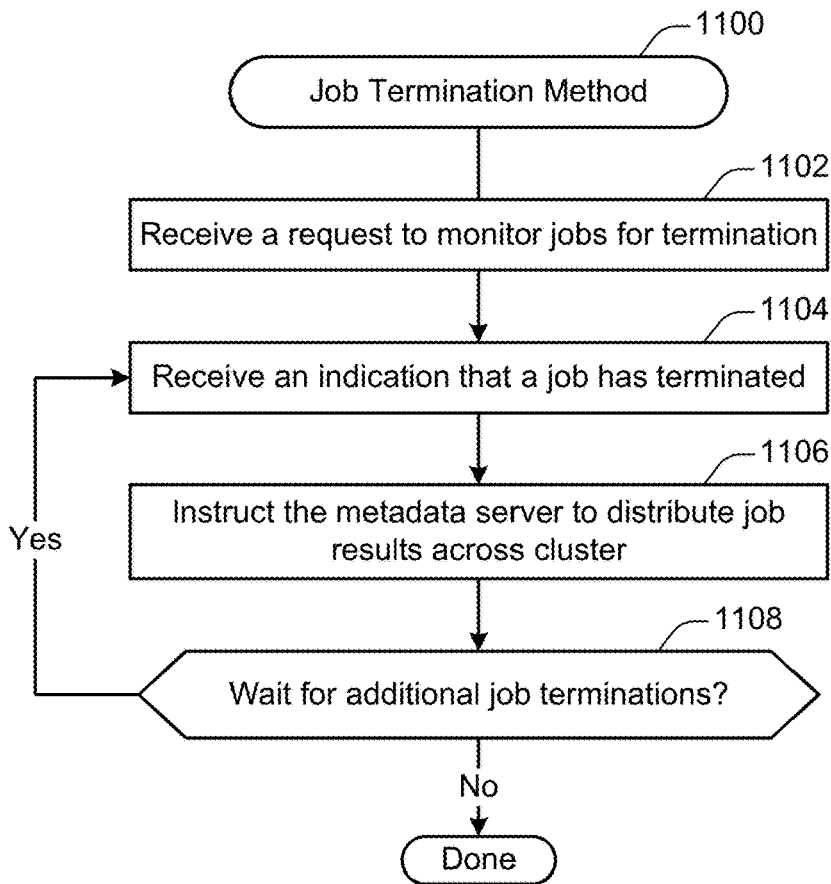 1100
Job Termination Method
1102
Receive a request to monitor jobs for termination
1104
Receive an indication that a job has terminated
1106
Instruct the metadata server to distribute job
results across cluster
Yes
1108
Wait for additional job terminations?
No
Done